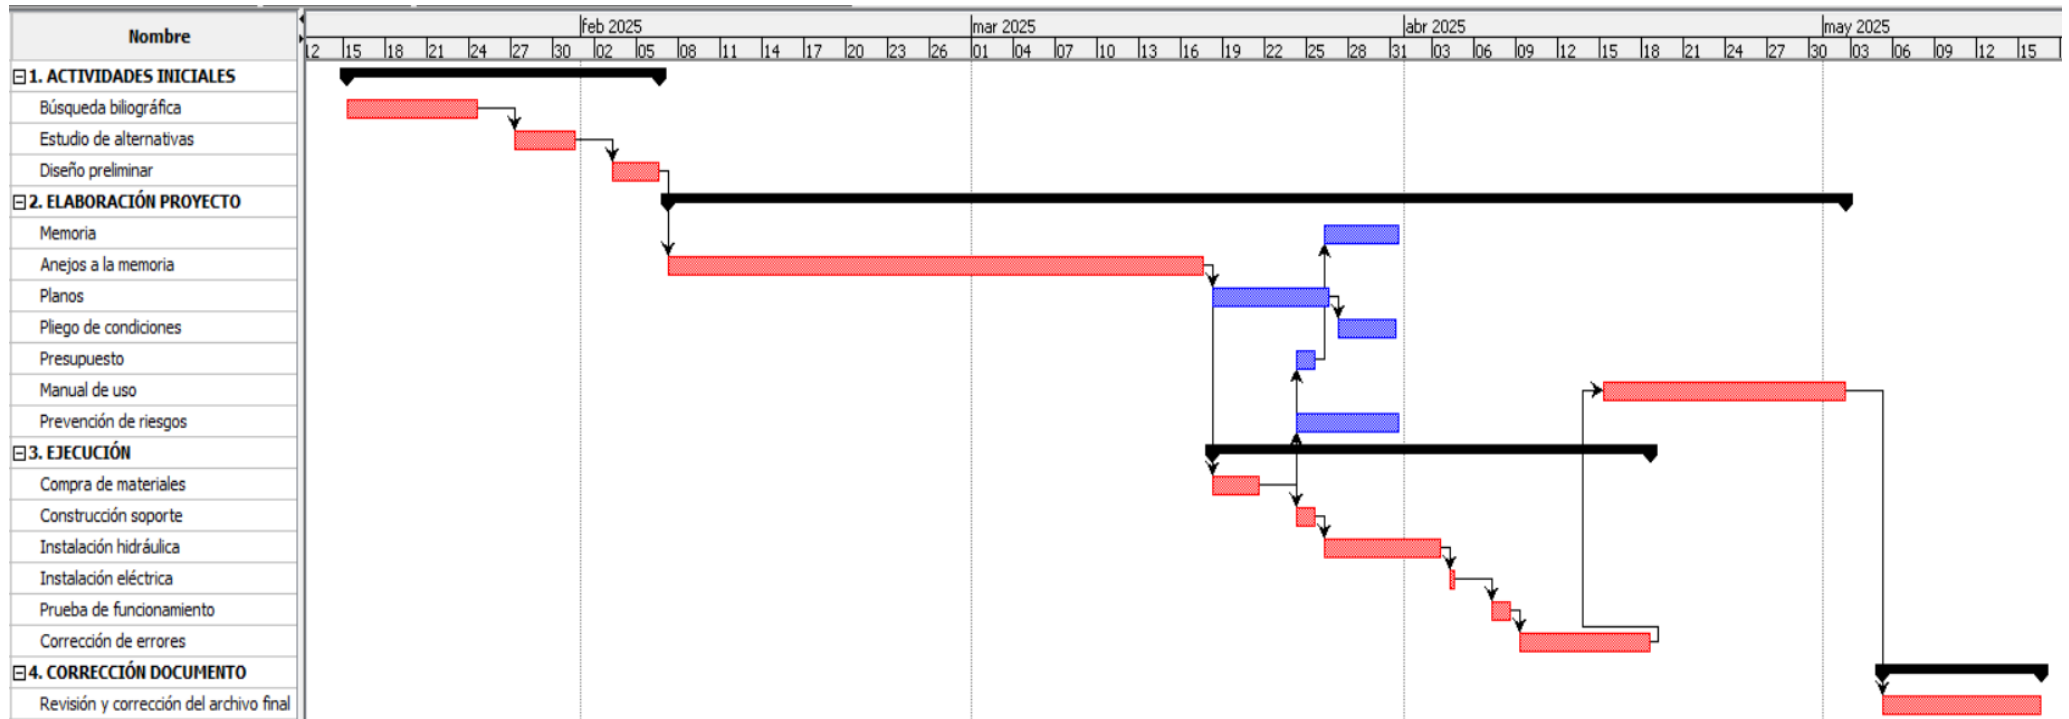 Nombre
feb 2025 mar 2025 abr 2025 may 2025
12 15 18 21 24 27 30 02 05 08 11 14 17 20 23 26 01 04 07 10 13 16 19 22 25 28 31 03 06 09 12 15 18 21 24 27 30 03 06 09 12 15
1. ACTIVIDADES INICIALES
Búsqueda biliográfica
Estudio de alternativas
Diseño preliminar
2. ELABORACIÓN PROYECTO
Memoria
Anejos a la memoria
Planos
Pliego de condiciones
Presupuesto
Manual de uso
Prevención de riesgos
3. EJECUCIÓN
Compra de materiales
Construcción soporte
Instalación hidráulica
Instalación eléctrica
Prueba de funcionamiento
Corrección de errores
4. CORRECCIÓN DOCUMENTO
Revisión y corrección del archivo final